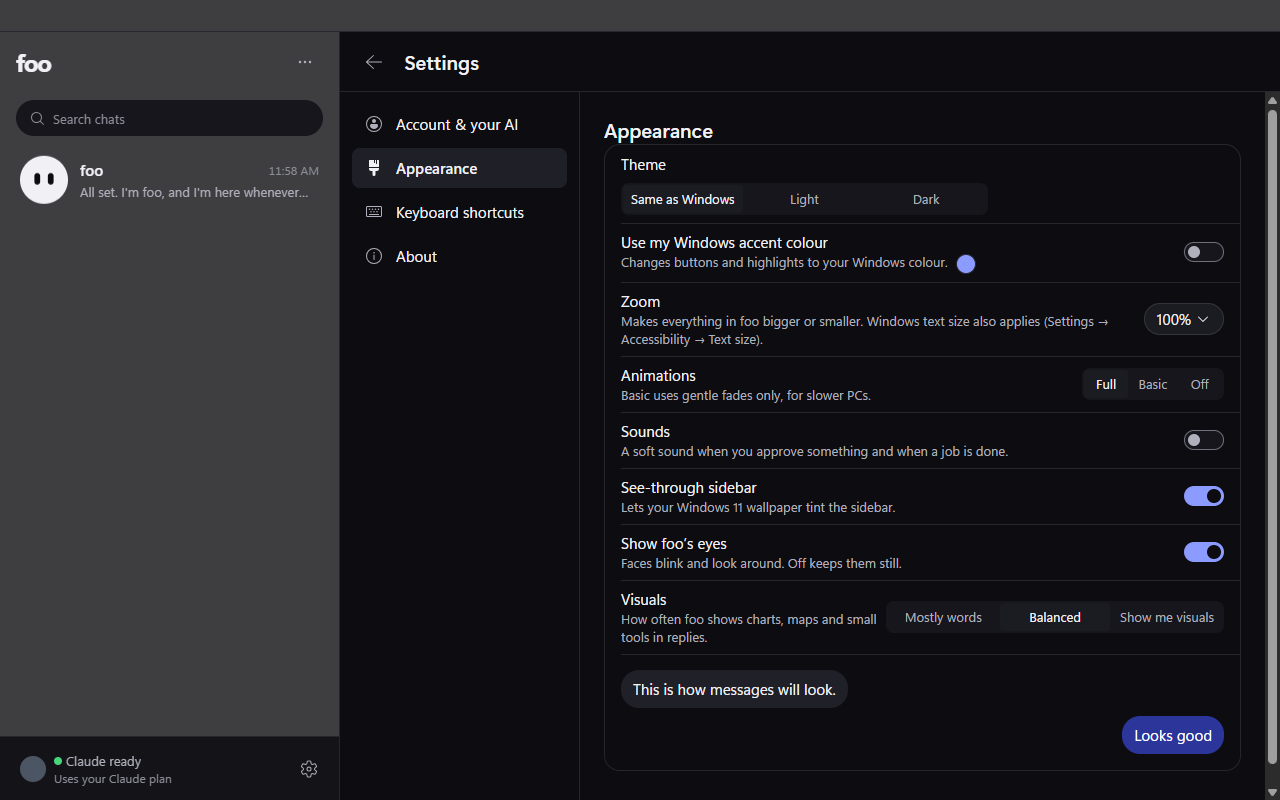 foo
...
Search chats
foo
11:58 AM
All set. I'm foo, and I'm here whenever...
Claude ready
Uses your Claude plan
Settings
Account & your AI
Appearance
Keyboard shortcuts
About
Appearance
Theme
Same as Windows
Light
Dark
Use my Windows accent colour
Changes buttons and highlights to your Windows colour.
Zoom
Makes everything in foo bigger or smaller. Windows text size also applies (Settings →
Accessibility → Text size).
100%
Animations
Basic uses gentle fades only, for slower PCs.
Full
Basic
Off
Sounds
A soft sound when you approve something and when a job is done.
See-through sidebar
Lets your Windows 11 wallpaper tint the sidebar.
Show foo’s eyes
Faces blink and look around. Off keeps them still.
Visuals
How often foo shows charts, maps and small
tools in replies.
Mostly words
Balanced
Show me visuals
This is how messages will look.
Looks good